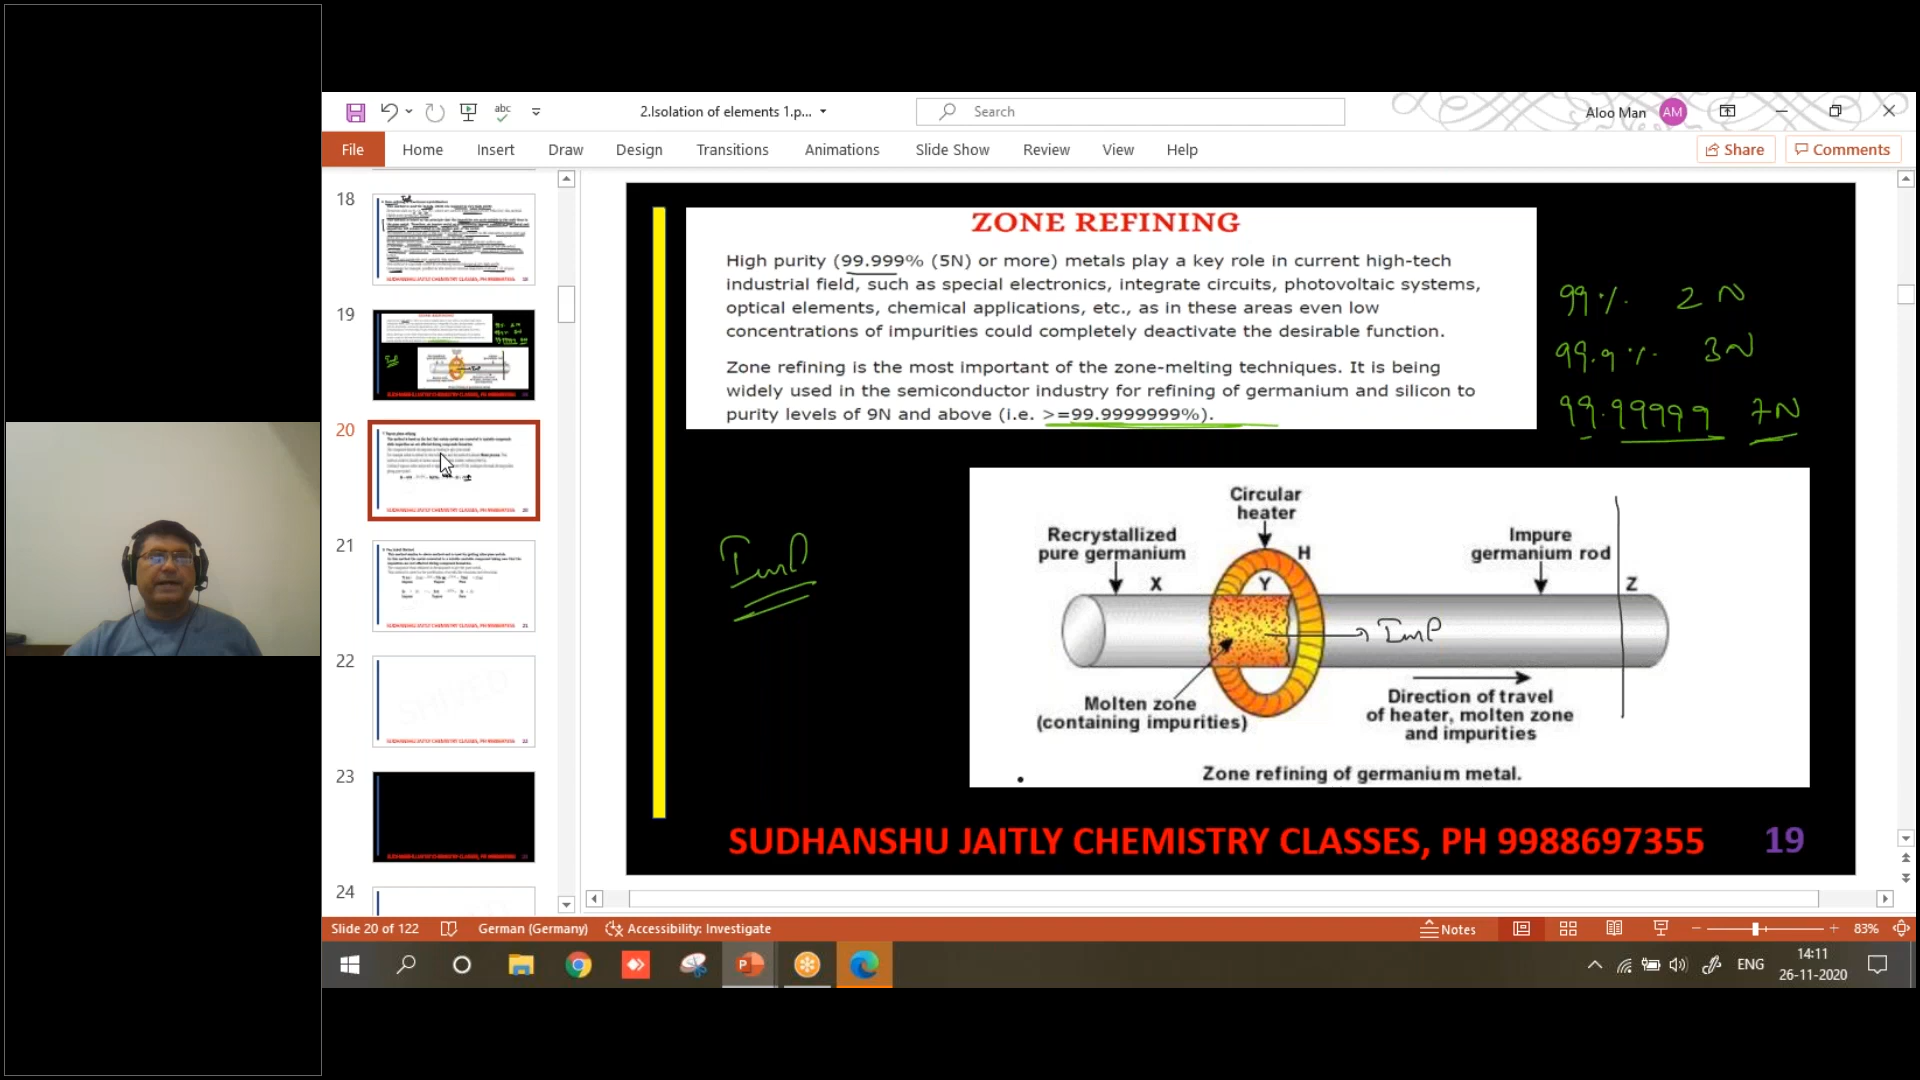 2.Isolation of elements 1.p...
Search
Aloo Man
AM
File
Home
Insert
Draw
Design
Transitions
Animations
Slide Show
Review
View
Help
Share
Comments
18
19
20
21
22
23
24
ZONE REFINING
High purity (99.999% (5N) or more) metals play a key role in current high-tech
industrial field, such as special electronics, integrate circuits, photovoltaic systems,
optical elements, chemical applications, etc., as in these areas even low
concentrations of impurities could completely deactivate the desirable function.
Zone refining is the most important of the zone-melting techniques. It is being
widely used in the semiconductor industry for refining of germanium and silicon to
purity levels of 9N and above (i.e. >=99.9999999%).
99% 2N
99.9% 3N
99.99999 7N
Imp
Circular
heater
Recrystallized
pure germanium
Impure
germanium rod
H
X
Y
Z
Imp
Molten zone
(containing impurities)
Direction of travel
of heater, molten zone
and impurities
Zone refining of germanium metal.
SUDHANSHU JAITLY CHEMISTRY CLASSES, PH 9988697355
19
Slide 20 of 122
German (Germany)
Accessibility: Investigate
Notes
83%
ENG
14:11
26-11-2020